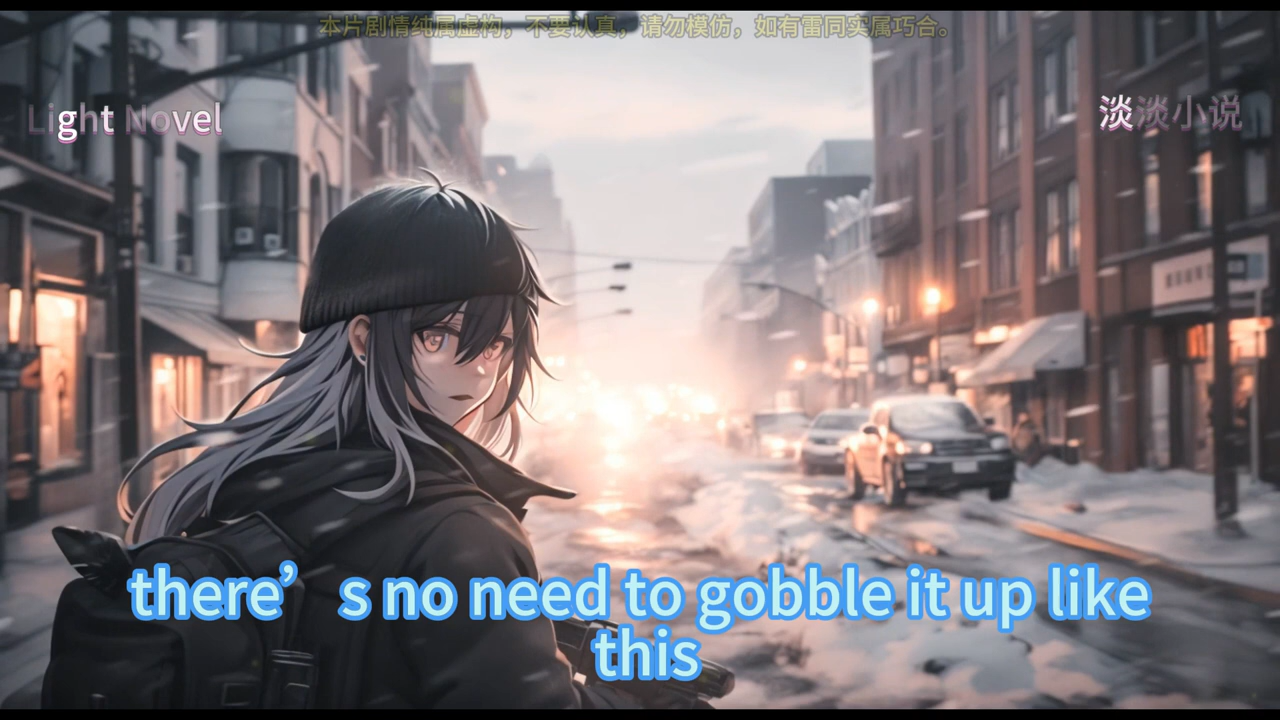 本片剧情纯属虚构，不要认真，请勿模仿，如有雷同实属巧合。
Light Novel
淡淡小说
there’s no need to gobble it up like
this